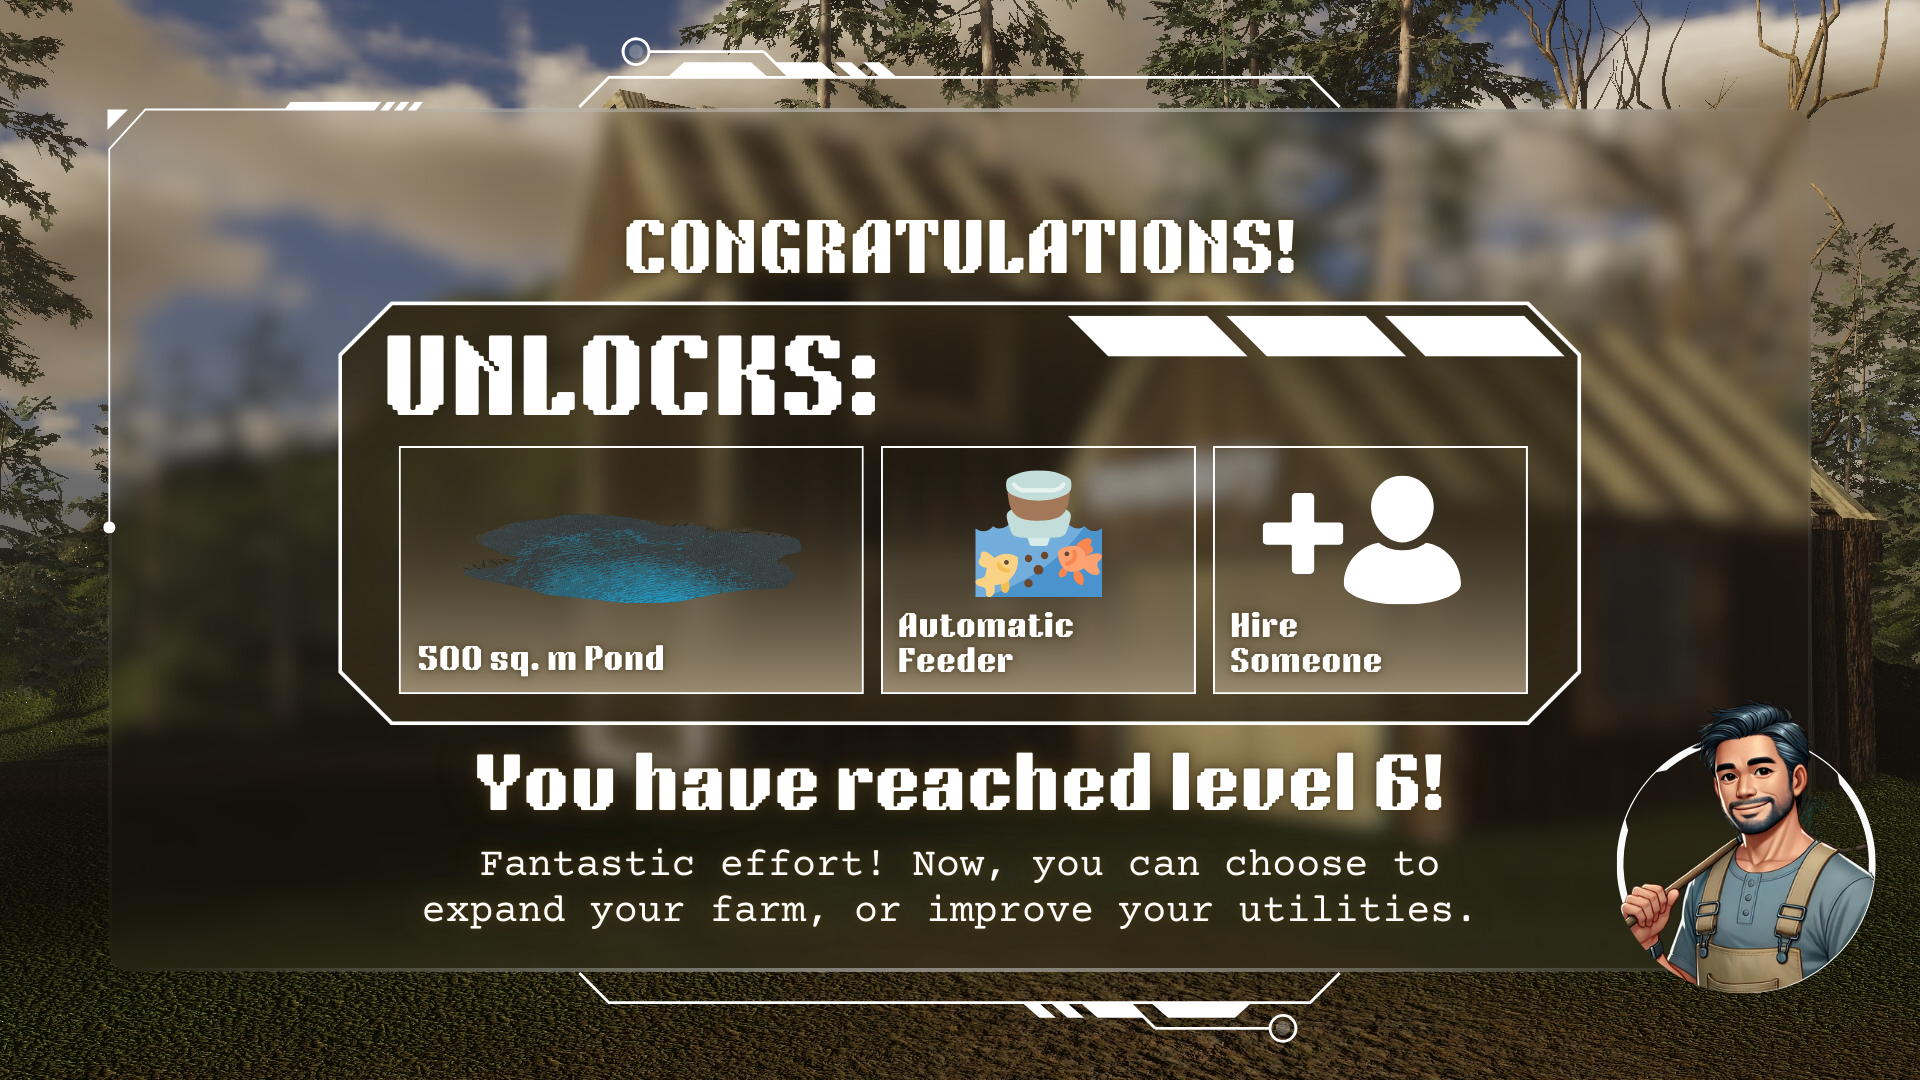 CONGRATULATIONS!
UNLOCKS:
500 sq. m Pond
Automatic
Feeder
Hire
Someone
You have reached level 6!
Fantastic effort! Now, you can choose to
expand your farm, or improve your utilities.